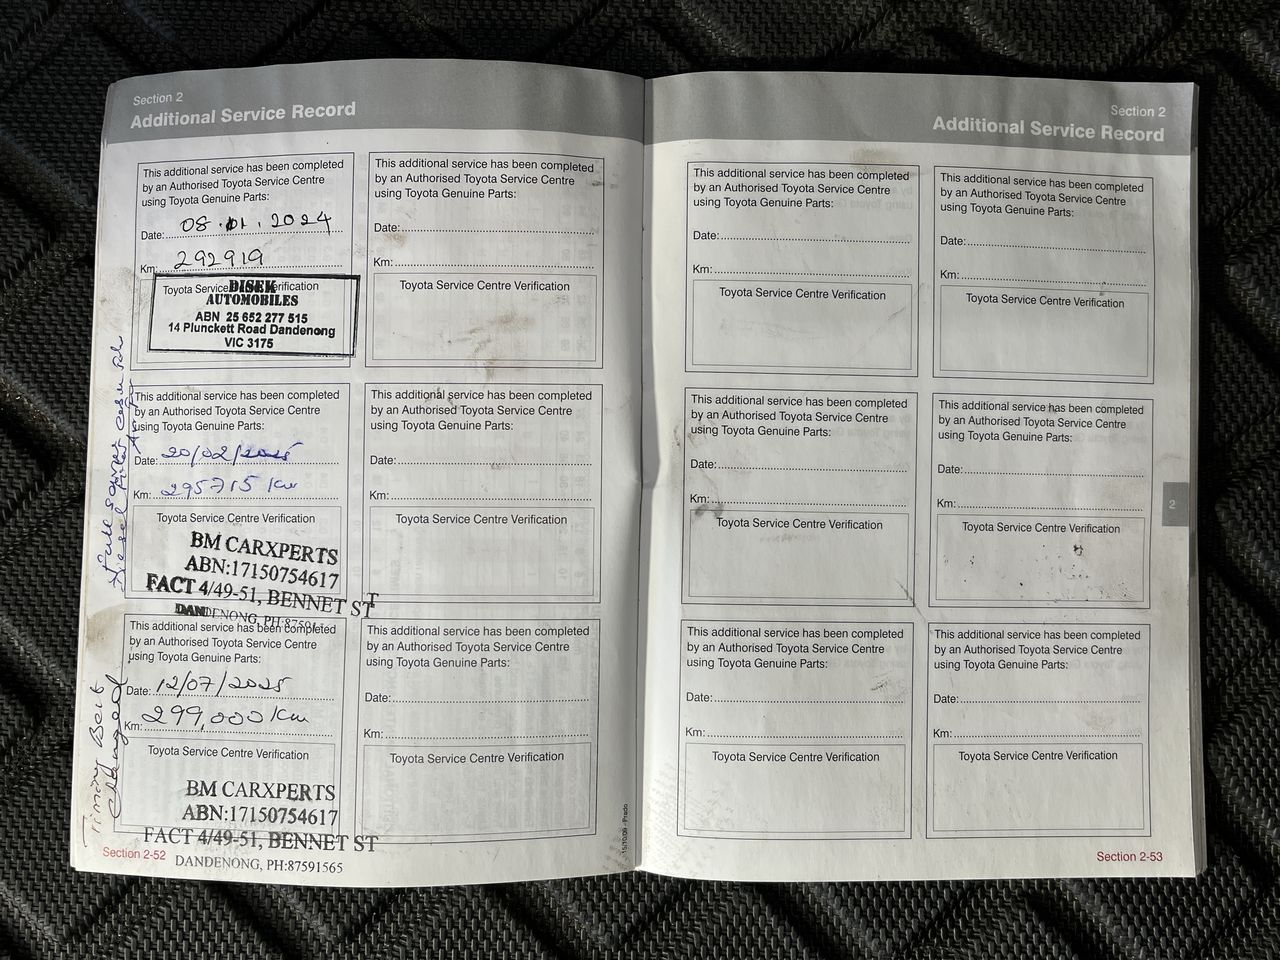 Section 2
Additional Service Record
This additional service has been completed
by an Authorised Toyota Service Centre
using Toyota Genuine Parts:
Date: 08.01.2024
Km: 292919
Toyota Service Verification
DISEK
AUTOMOBILES
ABN 25 652 277 515
14 Plunckett Road Dandenong
VIC 3175
This additional service has been completed
by an Authorised Toyota Service Centre
using Toyota Genuine Parts:
Date:
Km:
Toyota Service Centre Verification
This additional service has been completed
by an Authorised Toyota Service Centre
using Toyota Genuine Parts:
Date: 20/02/2025
Km: 295715 Km
Toyota Service Centre Verification
BM CARXPERTS
ABN:17150754617
FACT 4/49-51, BENNET ST
DANDENONG, PH:87591
This additional service has been completed
by an Authorised Toyota Service Centre
using Toyota Genuine Parts:
Date:
Km:
Toyota Service Centre Verification
This additional service has been completed
by an Authorised Toyota Service Centre
using Toyota Genuine Parts:
Date: 12/07/2025
Km: 299,000 Km
Toyota Service Centre Verification
BM CARXPERTS
ABN:17150754617
FACT 4/49-51, BENNET ST
DANDENONG, PH:87591565
Timing Belt
changed
This additional service has been completed
by an Authorised Toyota Service Centre
using Toyota Genuine Parts:
Date:
Km:
Toyota Service Centre Verification
15/10/09 - Prado
Section 2-52
Section 2
Additional Service Record
This additional service has been completed
by an Authorised Toyota Service Centre
using Toyota Genuine Parts:
Date:
Km:
Toyota Service Centre Verification
This additional service has been completed
by an Authorised Toyota Service Centre
using Toyota Genuine Parts:
Date:
Km:
Toyota Service Centre Verification
This additional service has been completed
by an Authorised Toyota Service Centre
using Toyota Genuine Parts:
Date:
Km:
Toyota Service Centre Verification
This additional service has been completed
by an Authorised Toyota Service Centre
using Toyota Genuine Parts:
Date:
Km:
Toyota Service Centre Verification
2
This additional service has been completed
by an Authorised Toyota Service Centre
using Toyota Genuine Parts:
Date:
Km:
Toyota Service Centre Verification
This additional service has been completed
by an Authorised Toyota Service Centre
using Toyota Genuine Parts:
Date:
Km:
Toyota Service Centre Verification
Section 2-53